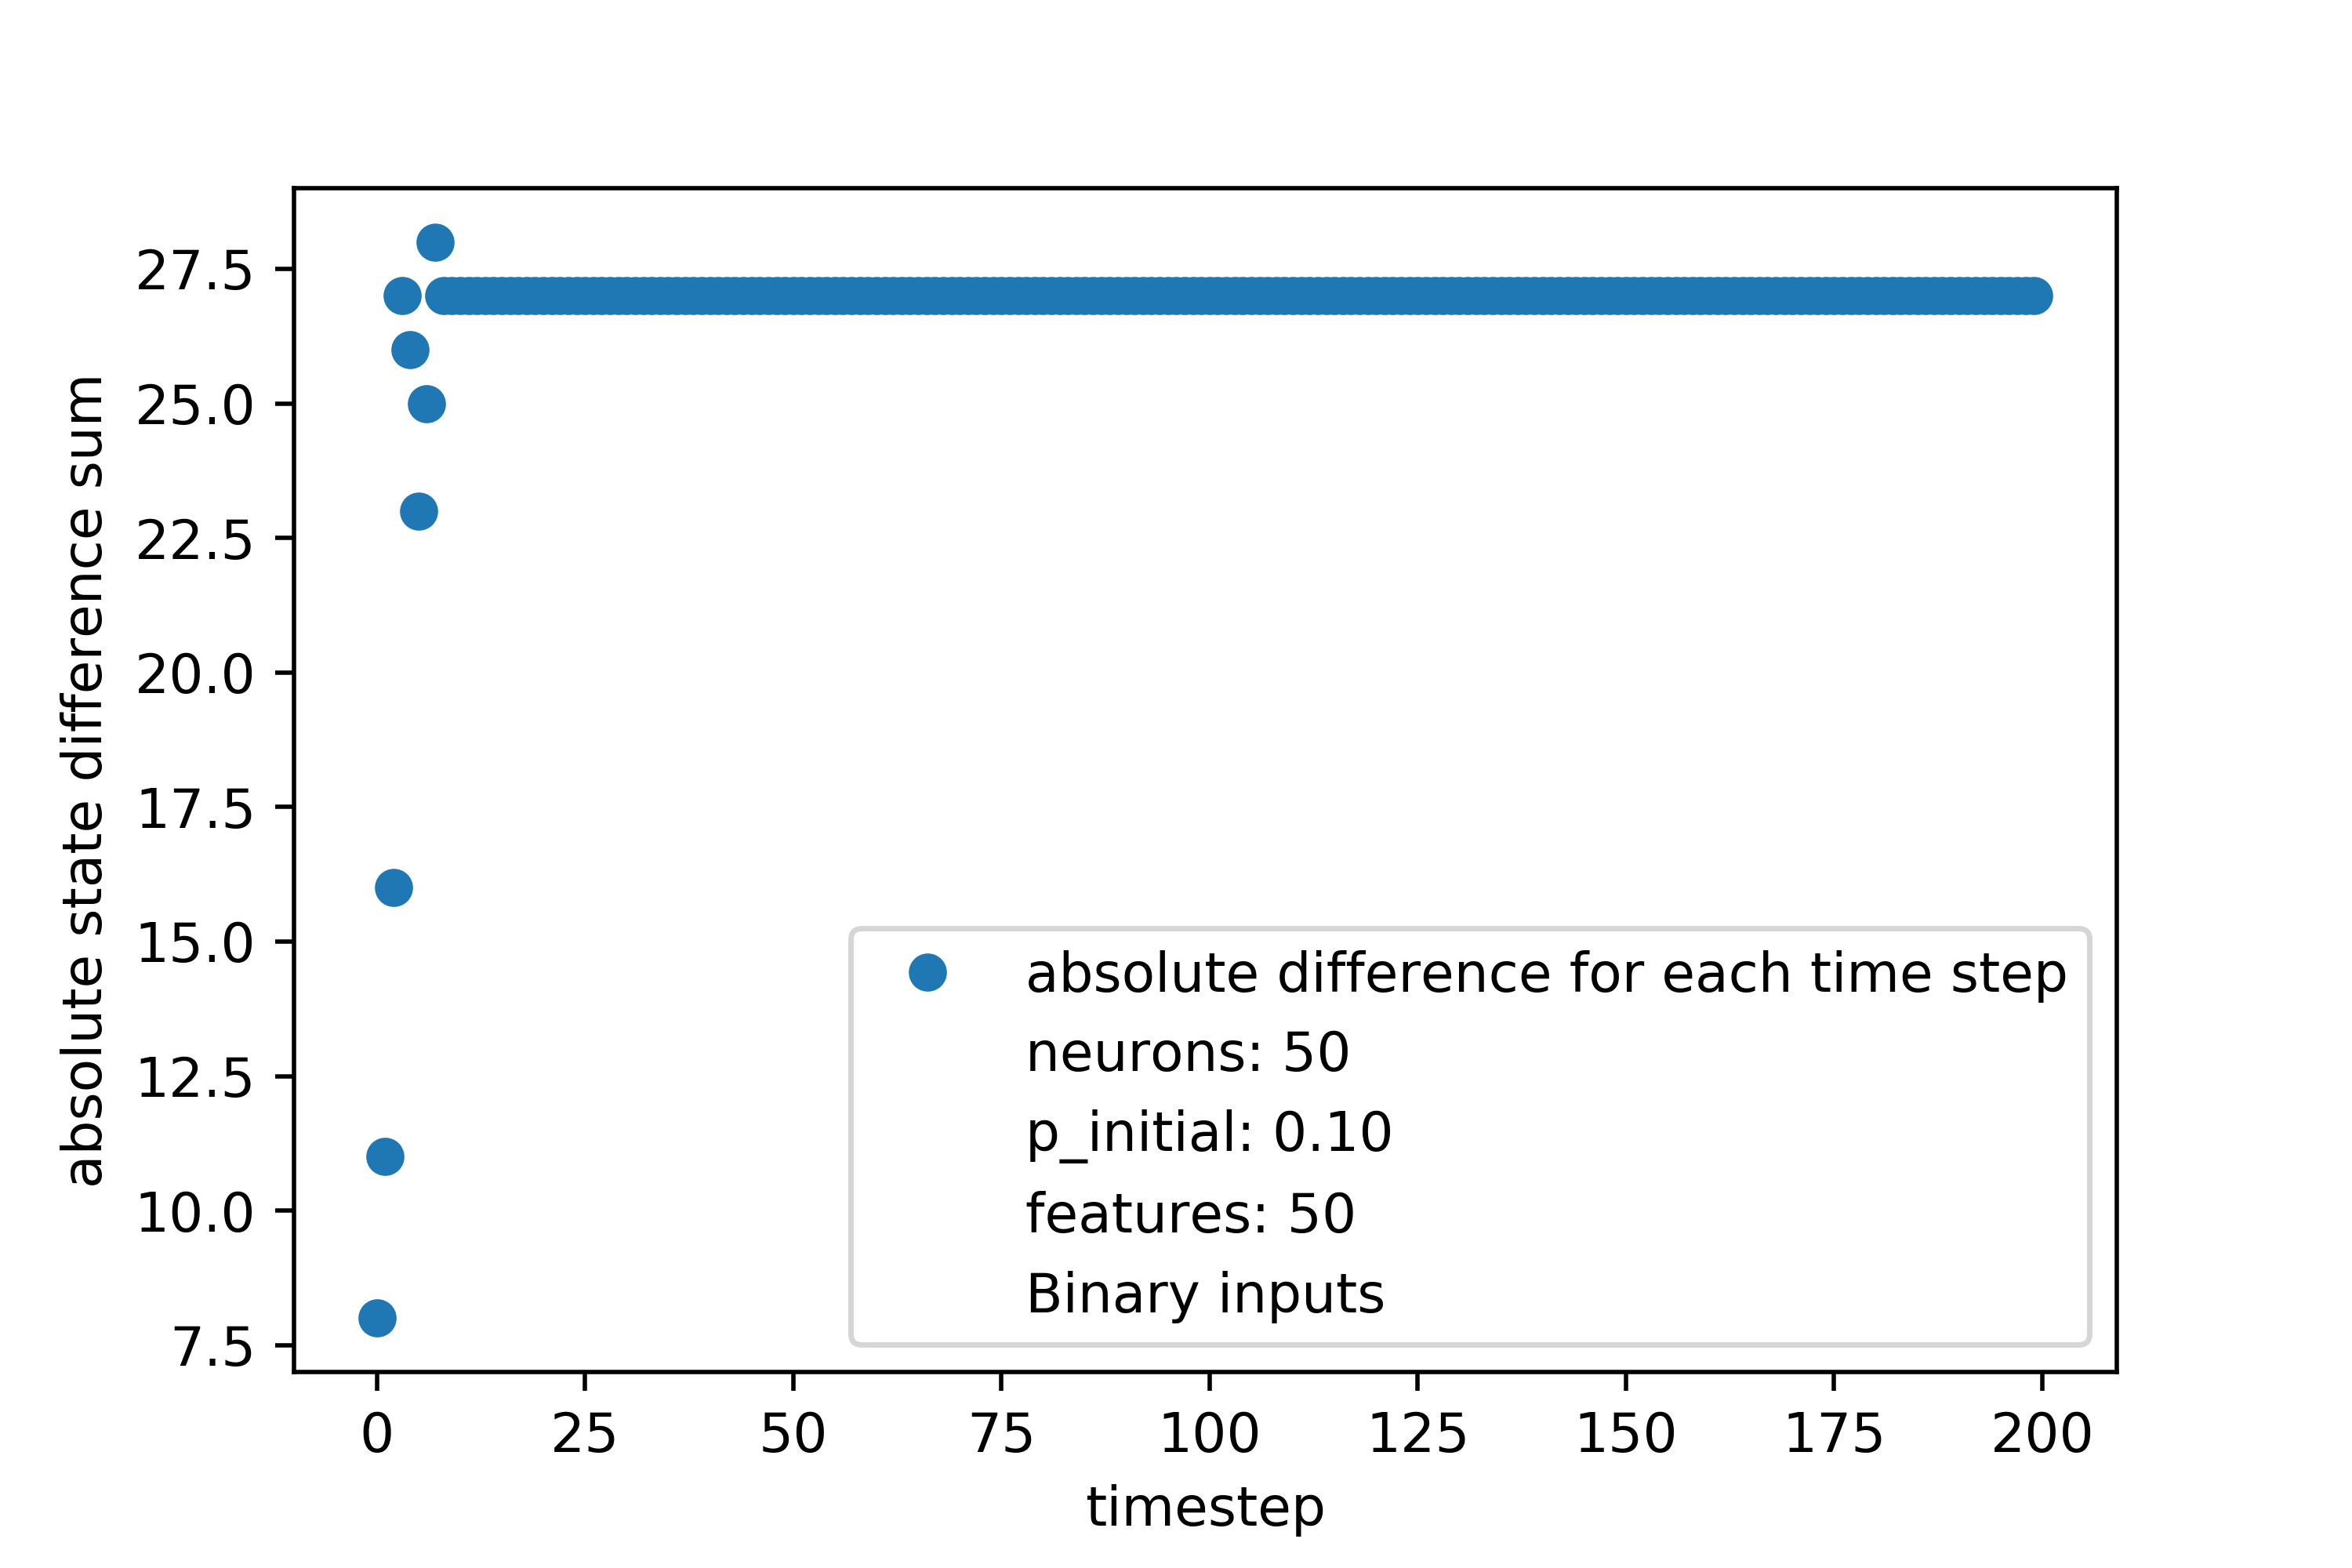 absolute state difference sum
27.5
25.0
22.5
20.0
17.5
15.0
12.5
10.0
7.5
absolute difference for each time step
neurons: 50
p_initial: 0.10
features: 50
Binary inputs
0 25 50 75 100 125 150 175 200
timestep